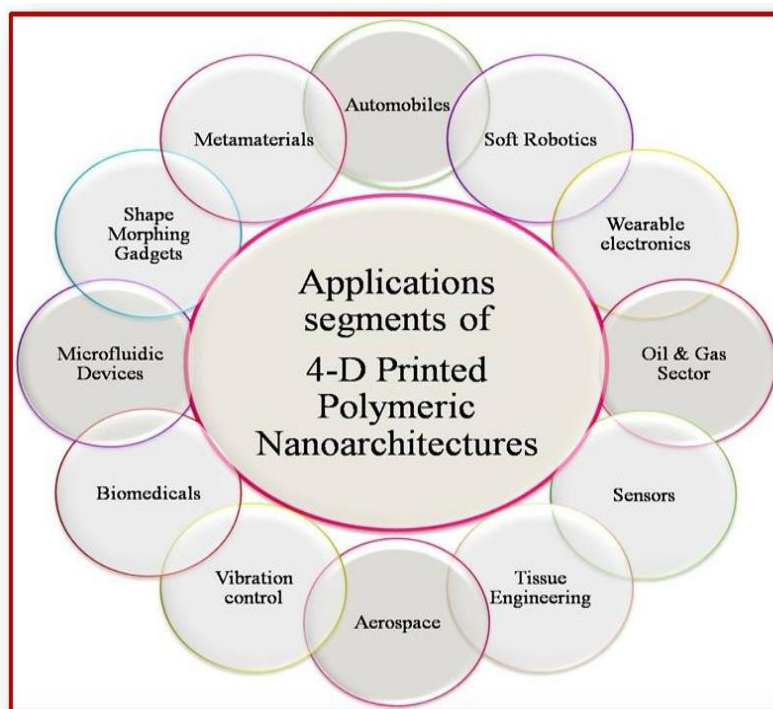 Applications
segments of
4-D Printed
Polymeric
Nanoarchitectures
Automobiles
Soft Robotics
Wearable
electronics
Oil & Gas
Sector
Sensors
Tissue
Engineering
Aerospace
Vibration
control
Biomedicals
Microfluidic
Devices
Shape
Morphing
Gadgets
Metamaterials